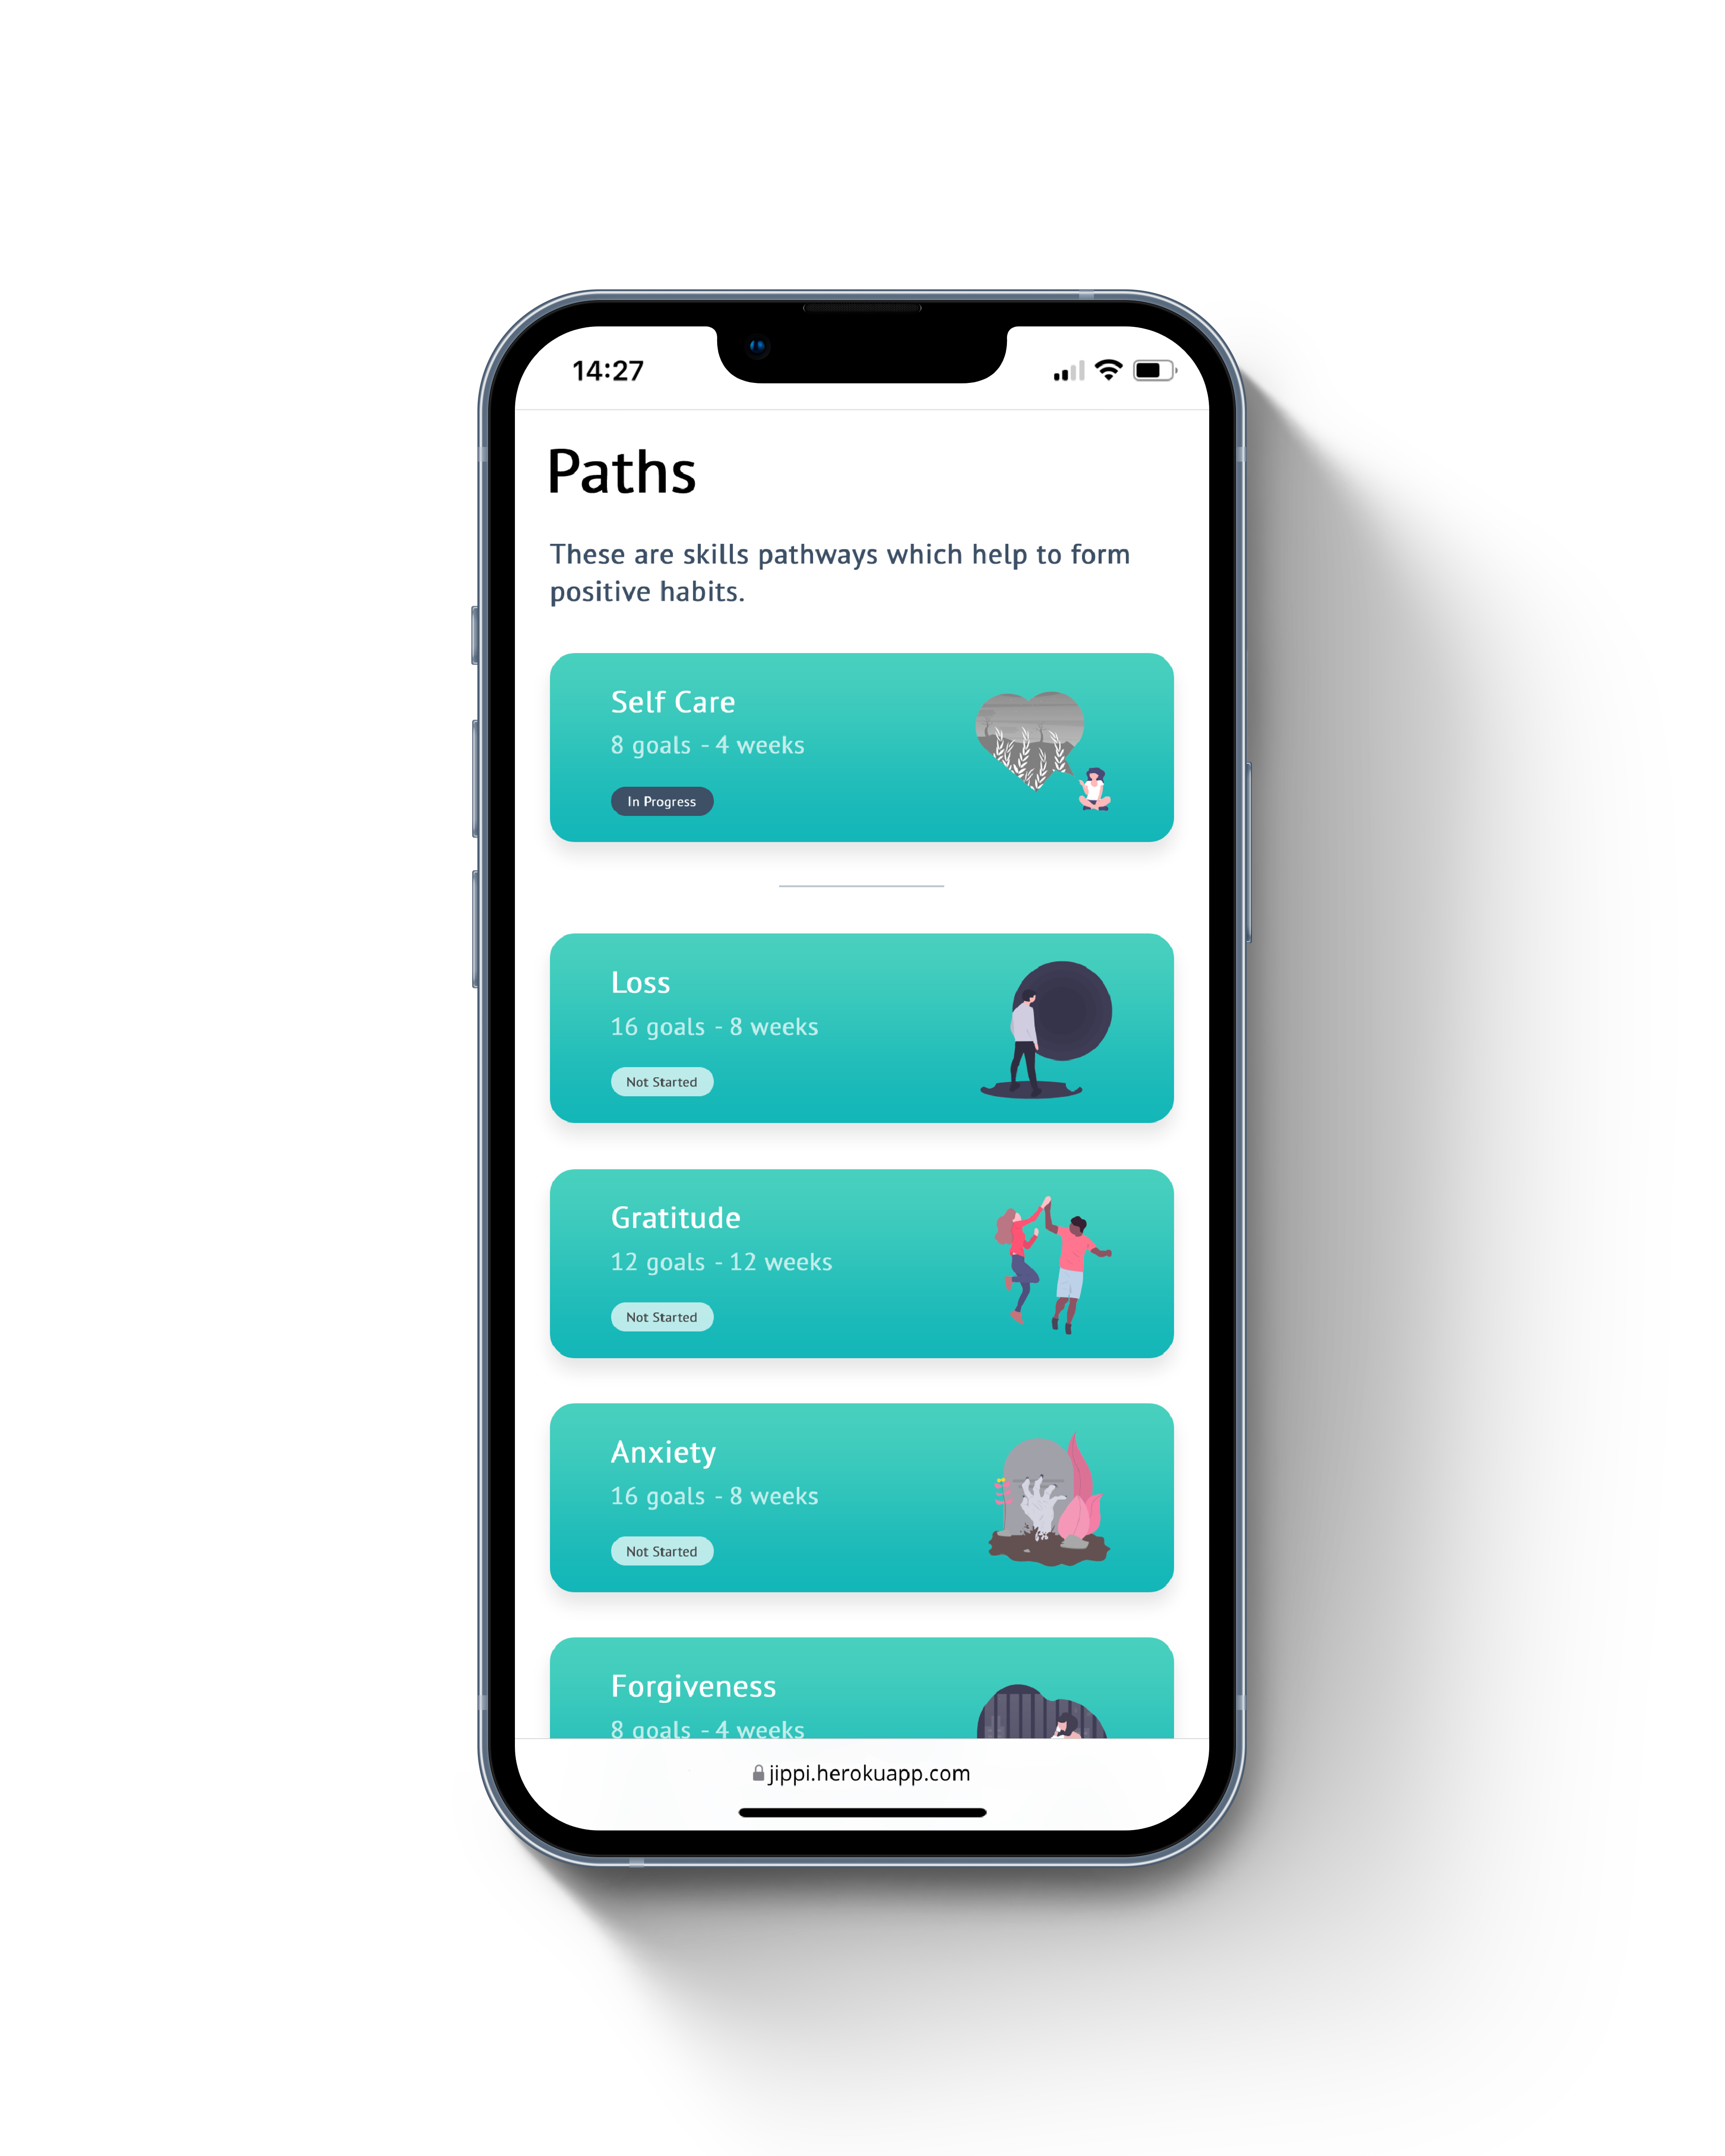 14:27
Paths
These are skills pathways which help to form
positive habits.
Self Care
8 goals - 4 weeks
In Progress
Loss
16 goals - 8 weeks
Not Started
Gratitude
12 goals - 12 weeks
Not Started
Anxiety
16 goals - 8 weeks
Not Started
Forgiveness
8 goals - 4 weeks
jippi.herokuapp.com